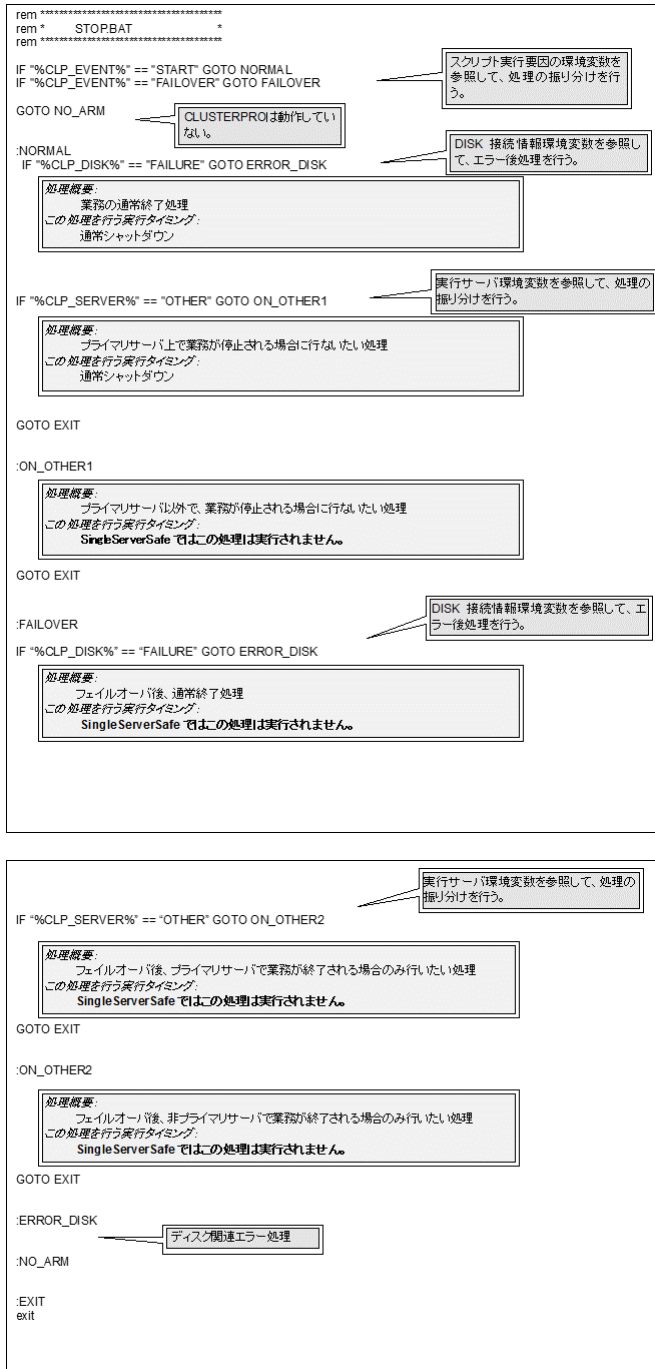 rem ***************************************
rem *        STOP.BAT                 *
rem ***************************************
IF "%CLP_EVENT%" == "START" GOTO NORMAL
IF "%CLP_EVENT%" == "FAILOVER" GOTO FAILOVER
スクリプト実行要因の環境変数を
参照して、処理の振り分けを行
う。
GOTO NO_ARM
CLUSTERPROは動作してい
ない。
:NORMAL
IF "%CLP_DISK%" == "FAILURE" GOTO ERROR_DISK
DISK 接続情報環境変数を参照し
て、エラー後処理を行う。
処理概要:
業務の通常終了処理
この処理を行う実行タイミング:
通常シャットダウン
IF "%CLP_SERVER%" == "OTHER" GOTO ON_OTHER1
実行サーバ環境変数を参照して、処理の
振り分けを行う。
処理概要:
プライマリサーバ上で業務が停止される場合に行ないたい処理
この処理を行う実行タイミング:
通常シャットダウン
GOTO EXIT
:ON_OTHER1
処理概要:
プライマリサーバ以外で、業務が停止される場合に行ないたい処理
この処理を行う実行タイミング:
SingleServerSafe ではこの処理は実行されません。
GOTO EXIT
:FAILOVER
DISK 接続情報環境変数を参照して、エ
ラー後処理を行う。
IF “%CLP_DISK%” == “FAILURE” GOTO ERROR_DISK
処理概要:
フェイルオーバ後、通常終了処理
この処理を行う実行タイミング:
SingleServerSafe ではこの処理は実行されません。
実行サーバ環境変数を参照して、処理の
振り分けを行う。
IF “%CLP_SERVER%” == “OTHER” GOTO ON_OTHER2
処理概要:
フェイルオーバ後、プライマリサーバで業務が終了される場合のみ行いたい処理
この処理を行う実行タイミング:
SingleServerSafe ではこの処理は実行されません。
GOTO EXIT
:ON_OTHER2
処理概要:
フェイルオーバ後、非プライマリサーバで業務が終了される場合のみ行いたい処理
この処理を行う実行タイミング:
SingleServerSafe ではこの処理は実行されません。
GOTO EXIT
:ERROR_DISK
ディスク関連エラー処理
:NO_ARM
:EXIT
exit